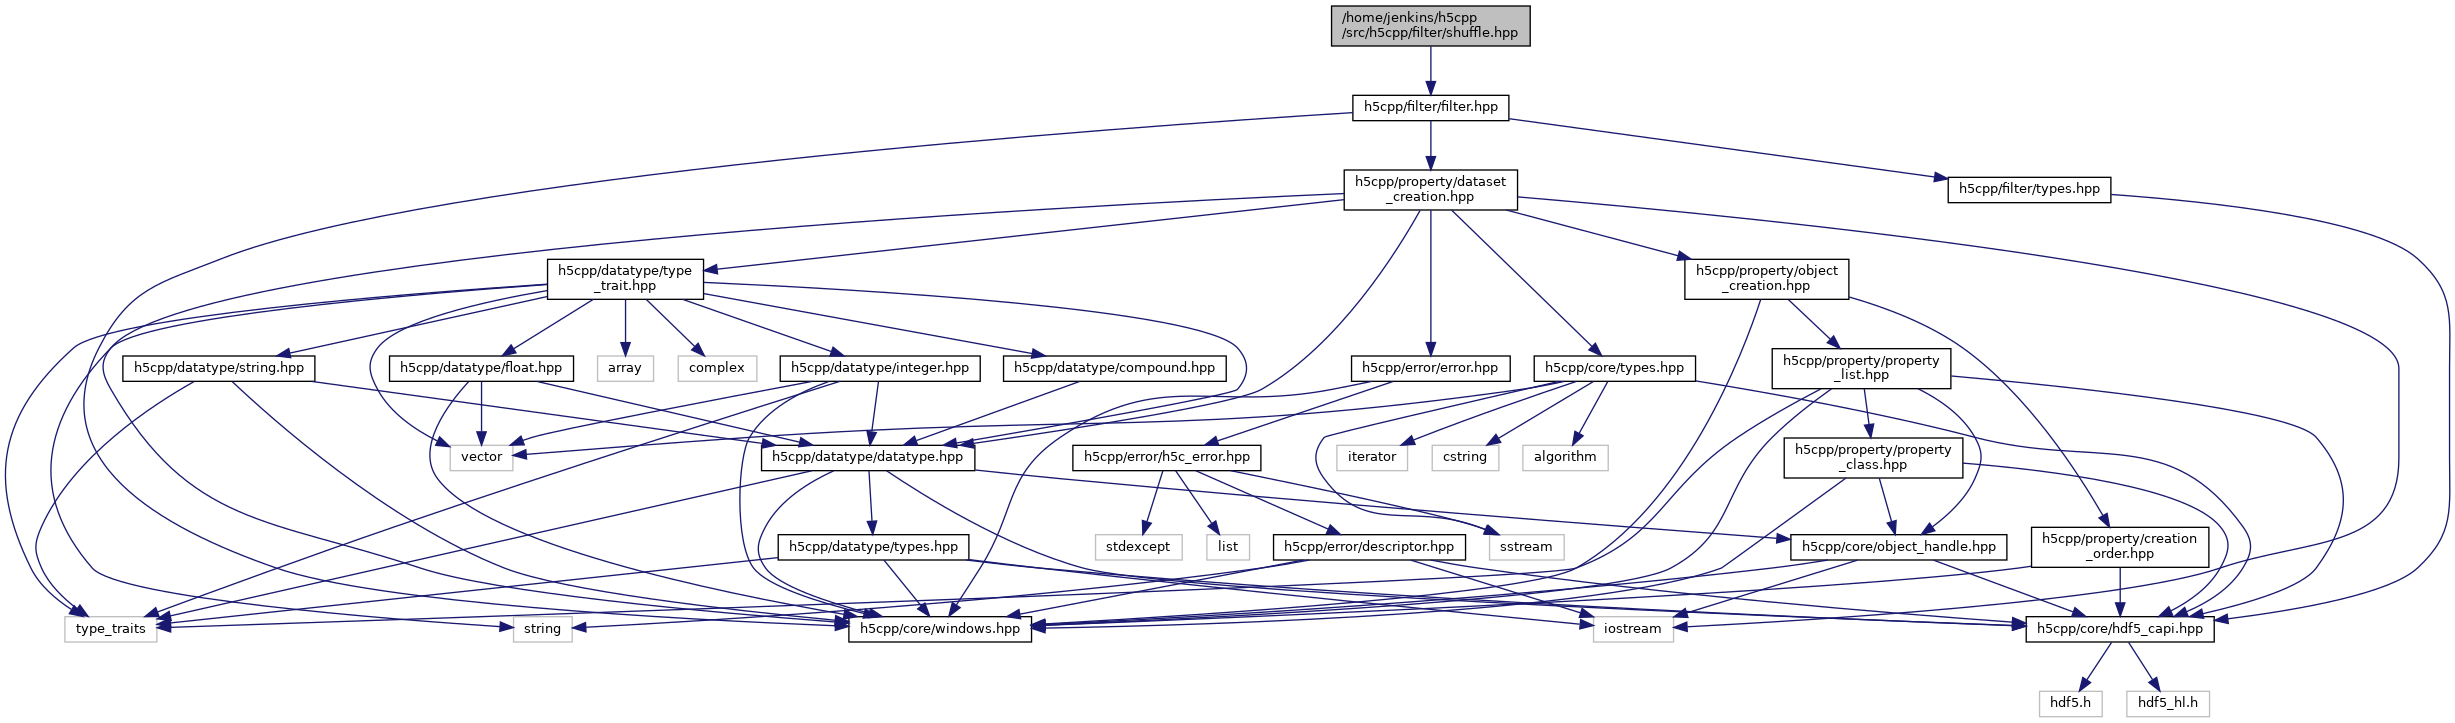 /home/jenkins/h5cpp
/src/h5cpp/filter/shuffle.hpp
h5cpp/filter/filter.hpp
h5cpp/property/dataset
_creation.hpp
h5cpp/filter/types.hpp
h5cpp/datatype/type
_trait.hpp
h5cpp/property/object
_creation.hpp
h5cpp/datatype/string.hpp
h5cpp/datatype/float.hpp
array
complex
h5cpp/datatype/integer.hpp
h5cpp/datatype/compound.hpp
h5cpp/error/error.hpp
h5cpp/core/types.hpp
h5cpp/property/property
_list.hpp
vector
h5cpp/datatype/datatype.hpp
h5cpp/error/h5c_error.hpp
iterator
cstring
algorithm
h5cpp/property/property
_class.hpp
h5cpp/datatype/types.hpp
stdexcept
list
h5cpp/error/descriptor.hpp
sstream
h5cpp/core/object_handle.hpp
h5cpp/property/creation
_order.hpp
type_traits
string
h5cpp/core/windows.hpp
iostream
h5cpp/core/hdf5_capi.hpp
hdf5.h
hdf5_hl.h